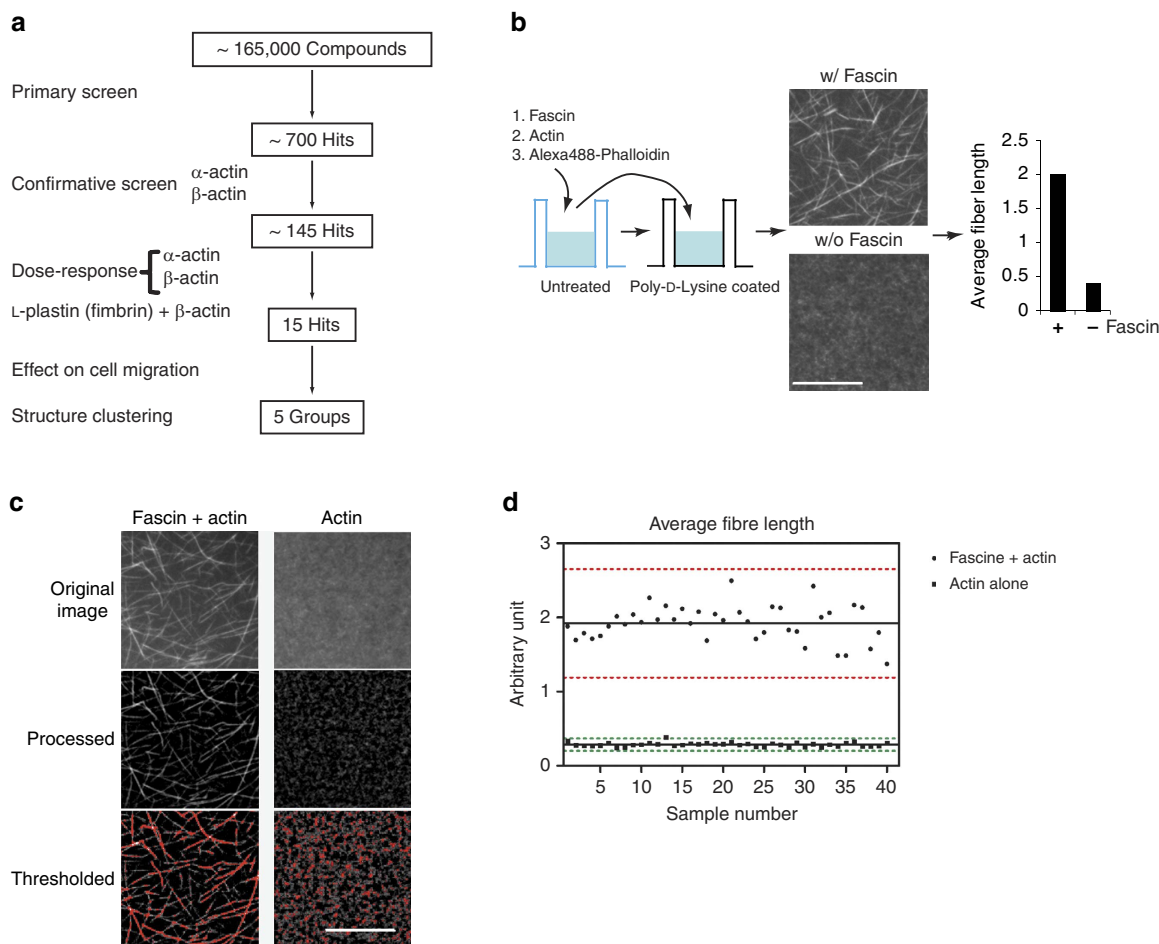 a
~ 165,000 Compounds
Primary screen
~ 700 Hits
Confirmative screen
α-actin
β-actin
~ 145 Hits
Dose-response
α-actin
β-actin
L-plastin (fimbrin) + β-actin
15 Hits
Effect on cell migration
Structure clustering
5 Groups
b
1. Fascin
2. Actin
3. Alexa488-Phalloidin
Untreated
Poly-D-Lysine coated
w/ Fascin
w/o Fascin
Average fiber length
2.5
2
1.5
1
0.5
0
+ – Fascin
c
Fascin + actin
Actin
Original
image
Processed
Thresholded
d
Average fibre length
Arbitrary unit
3
2
1
0
5 10 15 20 25 30 35 40
Sample number
Fascine + actin
Actin alone